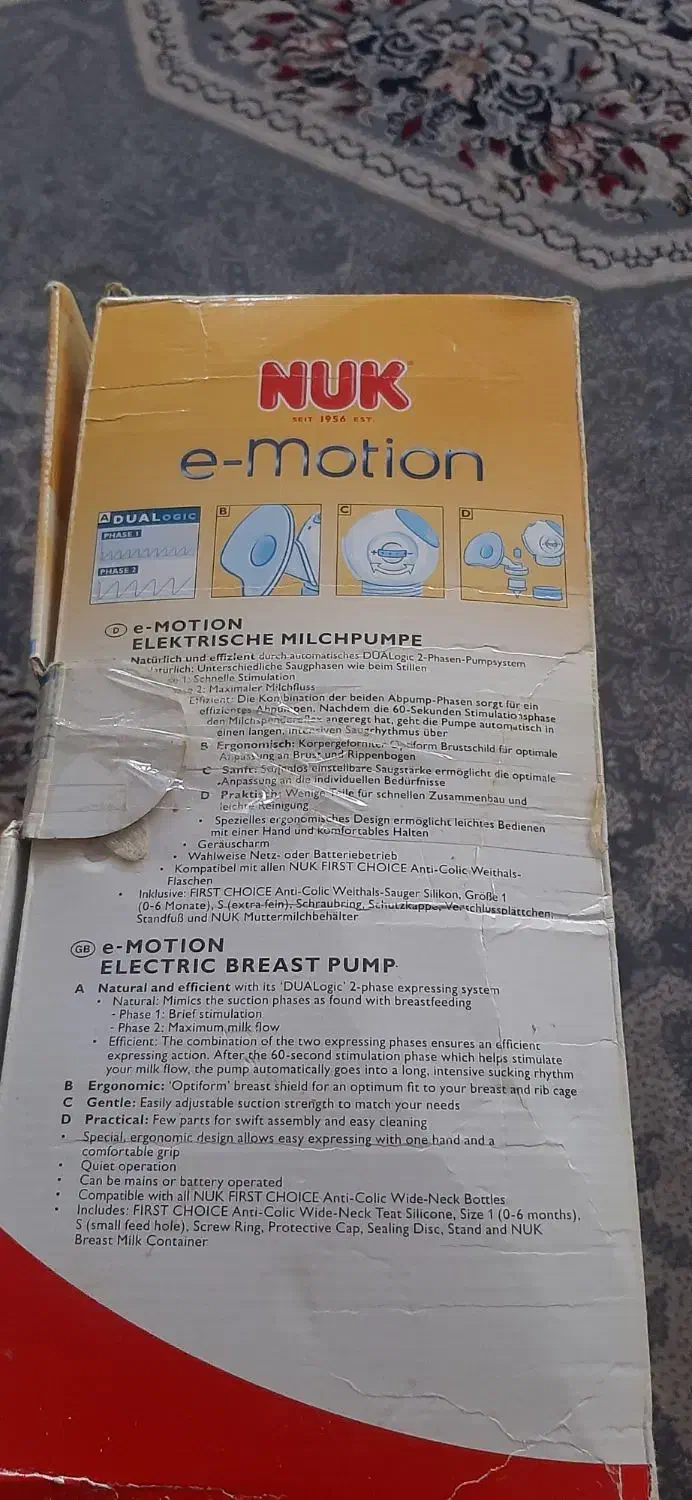 NUK
SEIT 1956 EST.
e-Motion
A DUALOGIC
PHASE 1
PHASE 2
B
C
D
D e-MOTION
ELEKTRISCHE MILCHPUMPE
Natürlich und effizient durch automatisches DUALogic 2-Phasen-Pumpsystem
Unterschiedliche Saugphasen wie beim Stillen
1: Schnelle Stimulation
2: Maximaler Milchfluss
Effizient: Die Kombination der beiden Abpump-Phasen sorgt für ein
effizientes Abpumpen. Nachdem die 60-Sekunden Stimulationsphase
den Milchspendereflex angeregt hat, geht die Pumpe automatisch in
einen langen, intensiven Saugrhythmus über
B Ergonomisch: Körpergeformter Optiform Brustschild für optimale
Anpassung an Brust und Rippenbogen
C Sanft: Stufenlos einstellbare Saugstärke ermöglicht die optimale
Anpassung an die individuellen Bedürfnisse
D Praktisch: Wenige Teile für schnellen Zusammenbau und
leichte Reinigung
• Spezielles ergonomisches Design ermöglicht leichtes Bedienen
mit einer Hand und komfortables Halten
• Geräuscharm
• Wahlweise Netz- oder Batteriebetrieb
• Kompatibel mit allen NUK FIRST CHOICE Anti-Colic Weithals-
Flaschen
• Inklusive: FIRST CHOICE Anti-Colic Weithals-Sauger Silikon, Größe 1
(0-6 Monate), S (extra-fein), Schraubring, Schutzkappe, Verschlussplättchen,
Standfuß und NUK Muttermilchbehälter
GB e-MOTION
ELECTRIC BREAST PUMP
A Natural and efficient with its 'DUALogic' 2-phase expressing system
• Natural: Mimics the suction phases as found with breastfeeding
- Phase 1: Brief stimulation
- Phase 2: Maximum milk flow
• Efficient: The combination of the two expressing phases ensures an efficient
expressing action. After the 60-second stimulation phase which helps stimulate
your milk flow, the pump automatically goes into a long, intensive sucking rhythm
B Ergonomic: 'Optiform' breast shield for an optimum fit to your breast and rib cage
C Gentle: Easily adjustable suction strength to match your needs
D Practical: Few parts for swift assembly and easy cleaning
• Special, ergonomic design allows easy expressing with one hand and a
comfortable grip
• Quiet operation
• Can be mains or battery operated
• Compatible with all NUK FIRST CHOICE Anti-Colic Wide-Neck Bottles
• Includes: FIRST CHOICE Anti-Colic Wide-Neck Teat Silicone, Size 1 (0-6 months),
S (small feed hole), Screw Ring, Protective Cap, Sealing Disc, Stand and NUK
Breast Milk Container